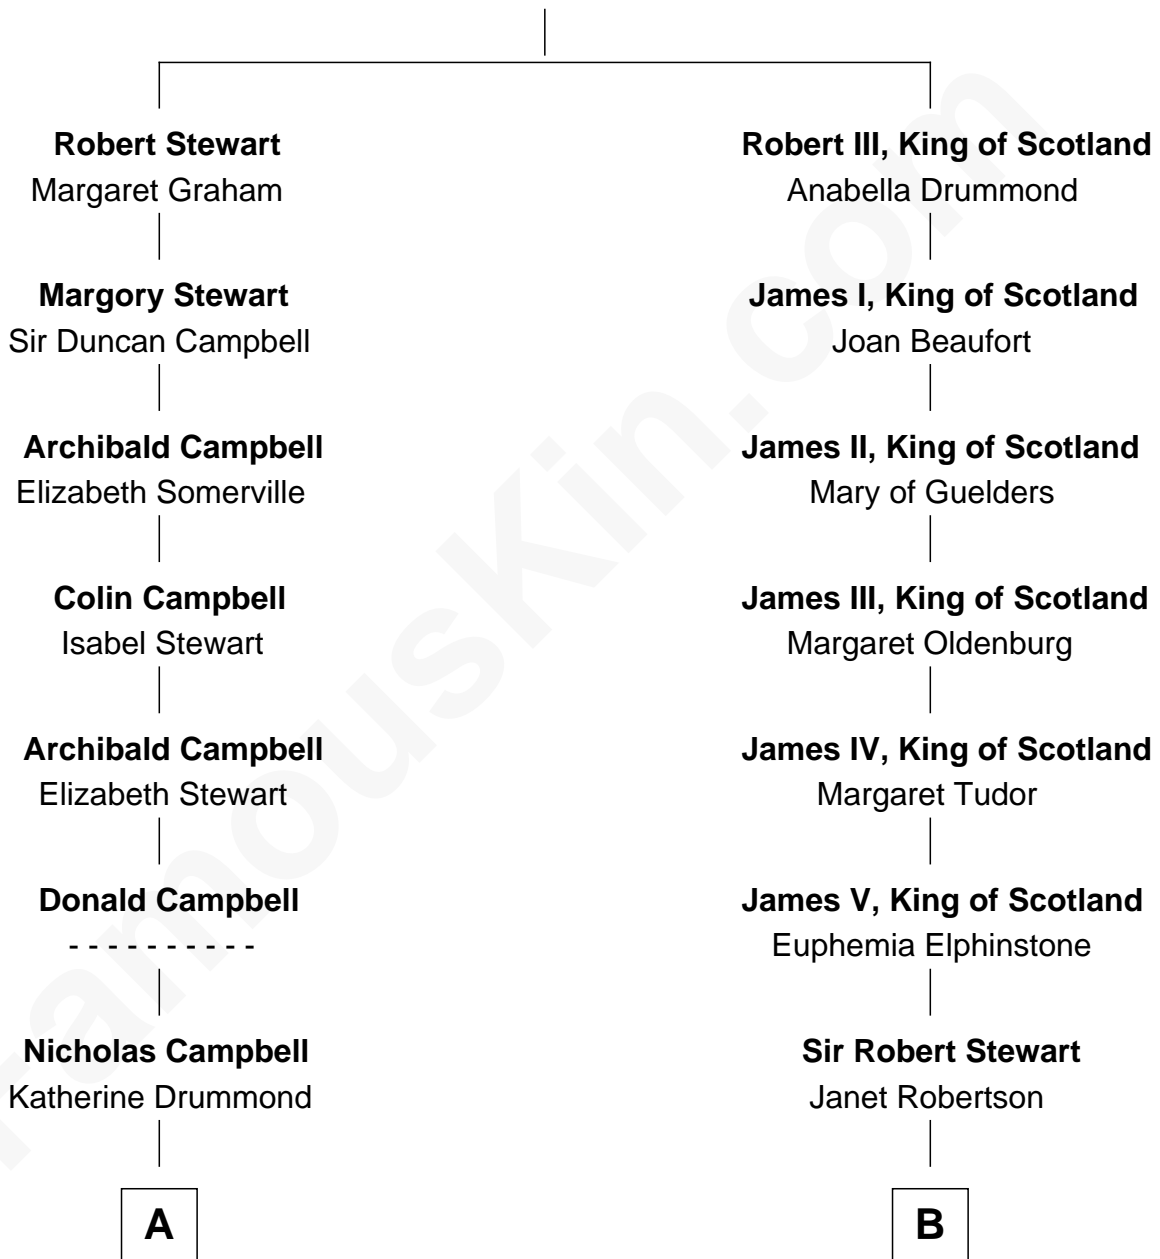 Robert Stewart
Margaret Graham
Margory Stewart
Sir Duncan Campbell
Archibald Campbell
Elizabeth Somerville
Colin Campbell
Isabel Stewart
Archibald Campbell
Elizabeth Stewart
Donald Campbell
- - - - - - - - - -
Nicholas Campbell
Katherine Drummond
A
Robert III, King of Scotland
Anabella Drummond
James I, King of Scotland
Joan Beaufort
James II, King of Scotland
Mary of Guelders
James III, King of Scotland
Margaret Oldenburg
James IV, King of Scotland
Margaret Tudor
James V, King of Scotland
Euphemia Elphinstone
Sir Robert Stewart
Janet Robertson
B
famouskin.com